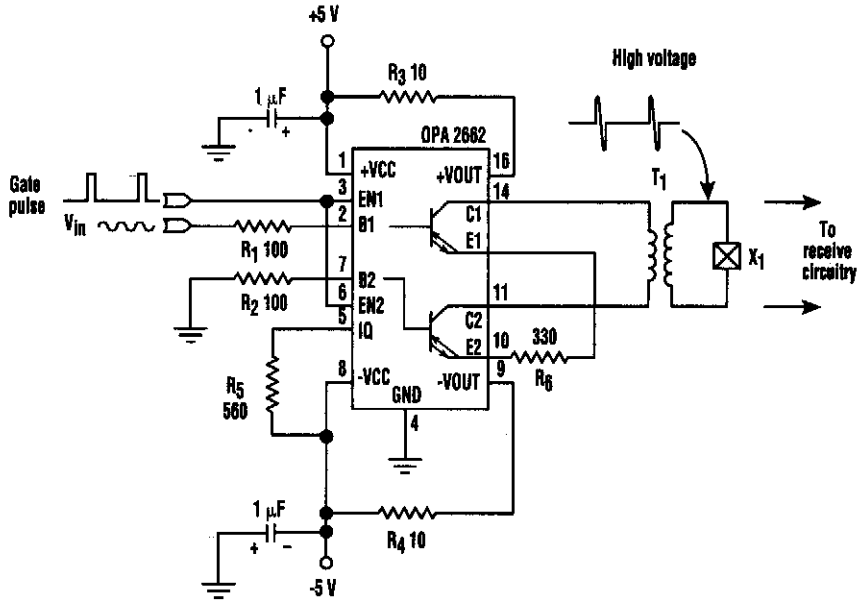 +5 V
High voltage
R3 10
1 µF
+
OPA 2662
1
+VCC
+VOUT
16
Gate
pulse
3
EN1
14
C1
T1
Vin
2
B1
R1 100
E1
7
B2
R2 100
6
EN2
5
IQ
11
C2
10
E2
330
R6
X1
To
receive
circuitry
R5
560
8
-VCC
-VOUT
9
GND
4
1 µF
+
–
R4 10
-5 V